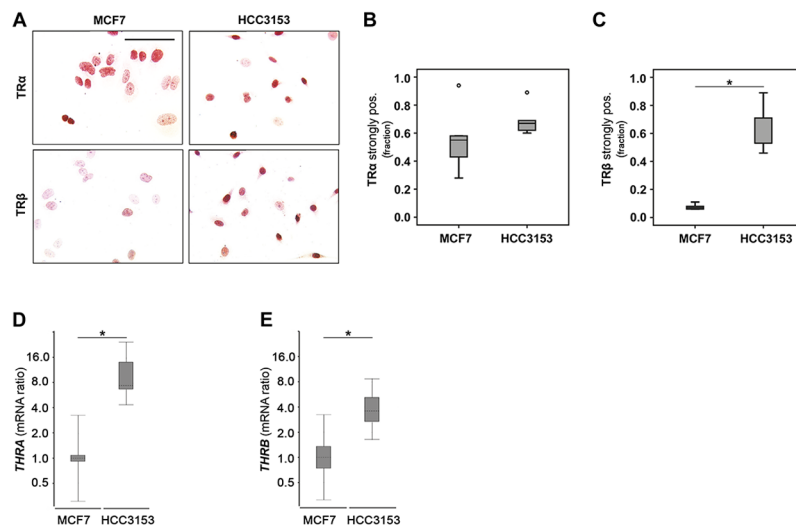 A
MCF7
HCC3153
TRα
TRβ
B
TRα strongly pos.
(fraction)
1.0
0.8
0.6
0.4
0.2
0.0
MCF7
HCC3153
C
TRβ strongly pos.
(fraction)
1.0
0.8
0.6
0.4
0.2
0.0
*
MCF7
HCC3153
D
THRA (mRNA ratio)
16.0
8.0
4.0
2.0
1.0
0.5
*
MCF7
HCC3153
E
THRB (mRNA ratio)
16.0
8.0
4.0
2.0
1.0
0.5
*
MCF7
HCC3153